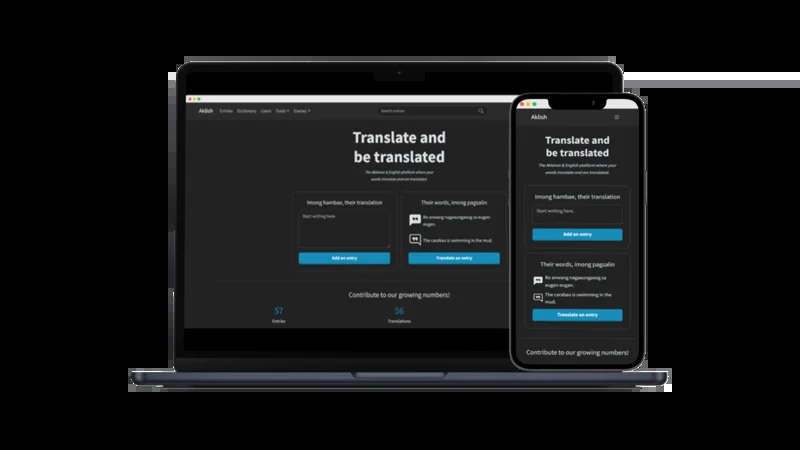 Aklish Entries Dictionary Users Tools Games Search entries
Translate and
be translated
The Aklanon & English platform where your
words translate and are translated.
Imong hambae, their translation
Start writing here.
Add an entry
Their words, imong pagsalin
Ro anwang nagaeungaeog sa eugan-
eugan.
The carabao is swimming in the mud.
Translate an entry
Contribute to our growing numbers!
57
Entries
56
Translations
Aklish
Translate and
be translated
The Aklanon & English platform where your
words translate and are translated.
Imong hambae, their translation
Start writing here.
Add an entry
Their words, imong pagsalin
Ro anwang
sa
eugan-eugan.
The carabao is swimming in the
mud.
Translate an entry
Contribute to our growing numbers!